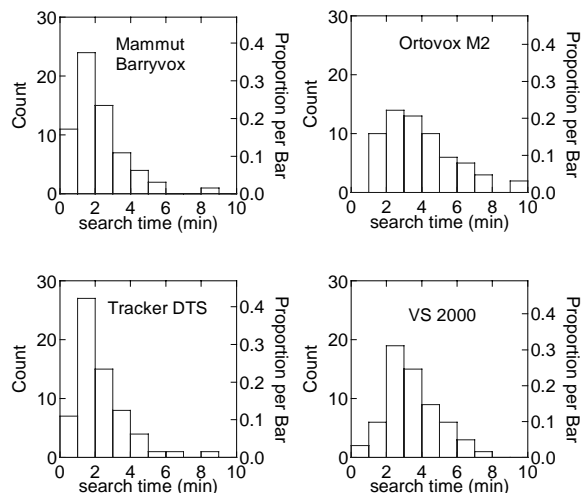 30
20
10
0
Count
Mammut
Barryvox
0.4
0.3
0.2
0.1
0.0
Proportion per Bar
0 2 4 6 8 10
search time (min)
30
20
10
0
Count
Ortovox M2
0.4
0.3
0.2
0.1
0.0
Proportion per Bar
0 2 4 6 8 10
search time (min)
30
20
10
0
Count
Tracker DTS
0.4
0.3
0.2
0.1
0.0
Proportion per Bar
0 2 4 6 8 10
search time (min)
30
20
10
0
Count
VS 2000
0.4
0.3
0.2
0.1
0.0
Proportion per Bar
0 2 4 6 8 10
search time (min)